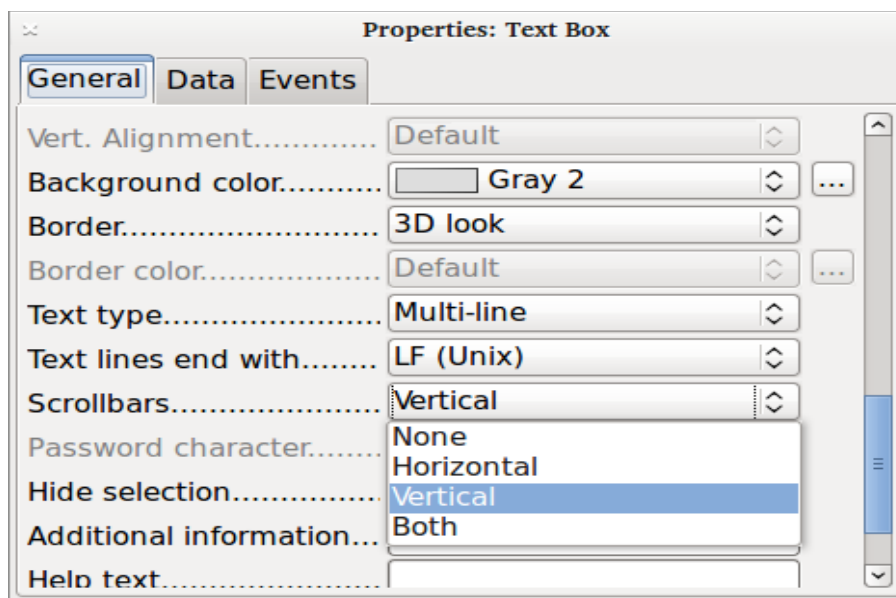 Properties: Text Box
General Data Events
Vert. Alignment............. Default
Background color.......... Gray 2 ...
Border.......................... 3D look
Border color.................. Default ...
Text type...................... Multi-line
Text lines end with........ LF (Unix)
Scrollbars..................... Vertical
Password character....... None
Horizontal
Hide selection............... Vertical
Additional information... Both
Help text......................